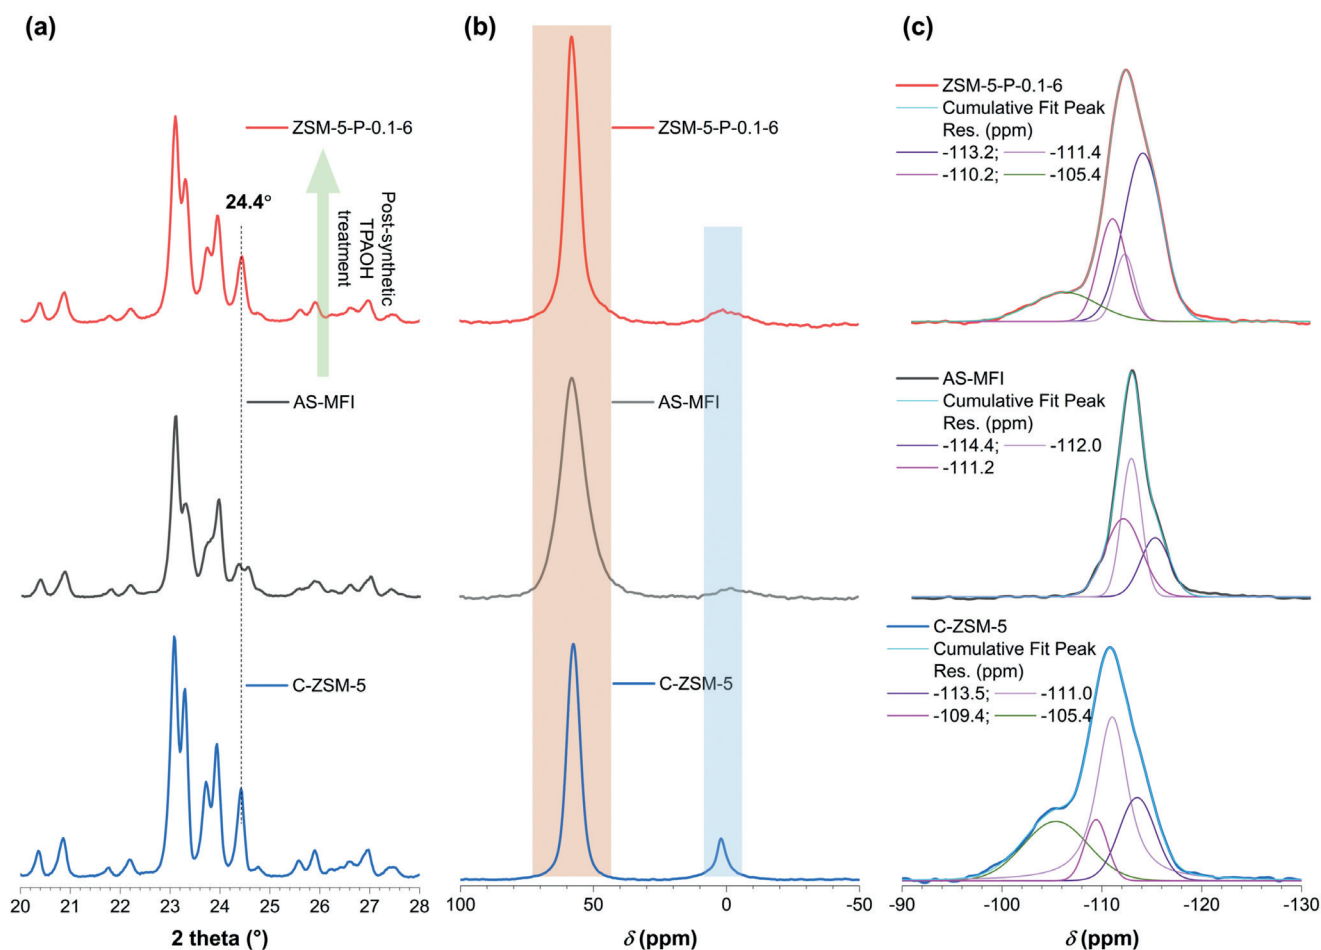 (a)
ZSM-5-P-0.1-6
24.4°
Post-synthetic
TPAOH
treatment
AS-MFI
C-ZSM-5
20 21 22 23 24 25 26 27 28
2 theta (°)
(b)
ZSM-5-P-0.1-6
AS-MFI
C-ZSM-5
100 50 0 -50
δ (ppm)
(c)
ZSM-5-P-0.1-6
Cumulative Fit Peak
Res. (ppm)
-113.2; -111.4
-110.2; -105.4
AS-MFI
Cumulative Fit Peak
Res. (ppm)
-114.4; -112.0
-111.2
C-ZSM-5
Cumulative Fit Peak
Res. (ppm)
-113.5; -111.0
-109.4; -105.4
-90 -100 -110 -120 -130
δ (ppm)